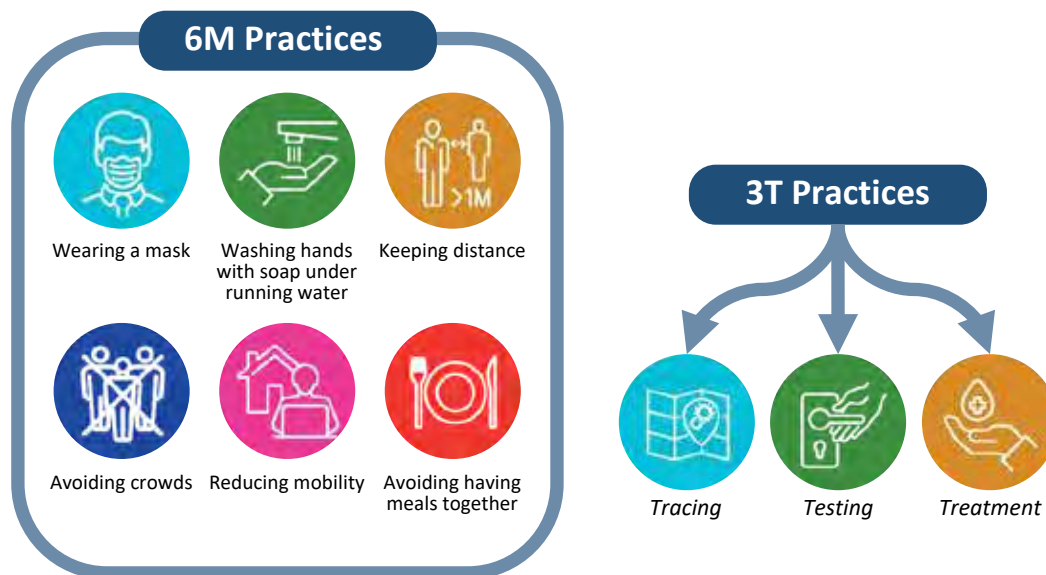 6M Practices
Wearing a mask
Washing hands
with soap under
running water
>1M
Keeping distance
Avoiding crowds
Reducing mobility
Avoiding having
meals together
3T Practices
Tracing
Testing
Treatment